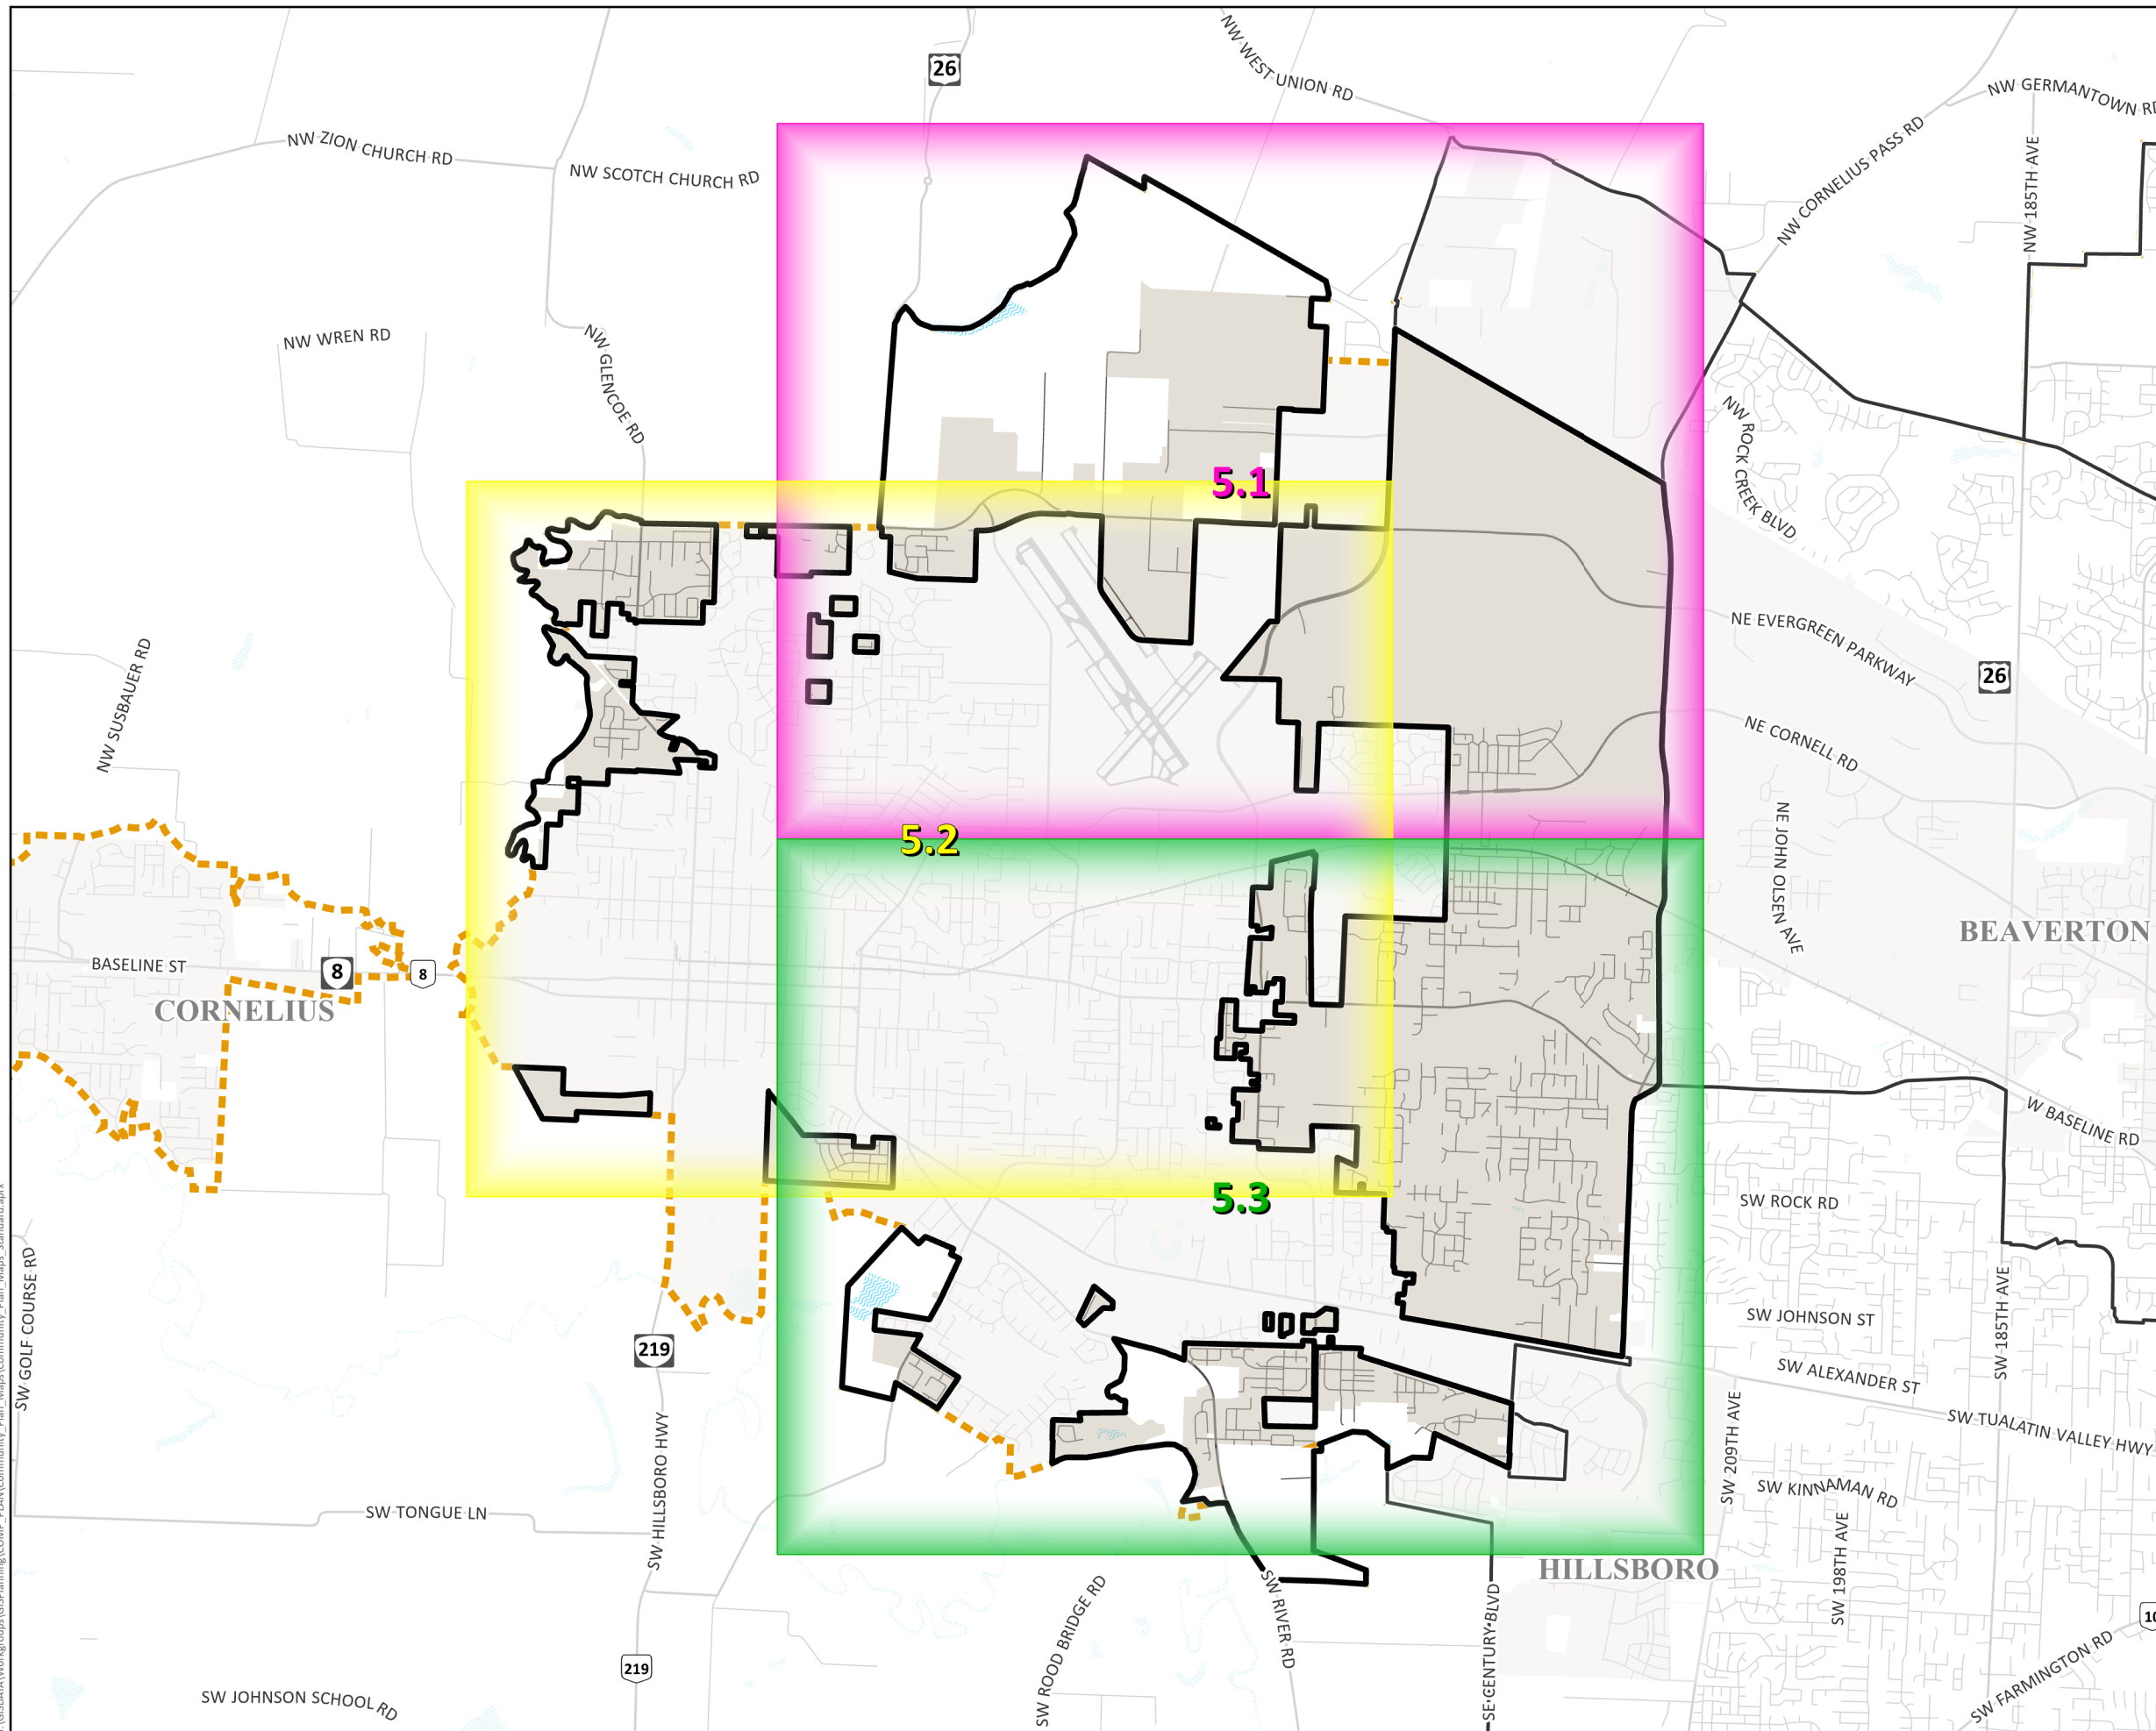 26
NW WEST UNION RD
NW GERMANTOWN RD
NW ZION CHURCH RD
NW SCOTCH CHURCH RD
NW CORNELIUS PASS RD
NW 185TH AVE
NW WREN RD
NW GLENCOE RD
NW ROCK CREEK BLVD
5.1
NE EVERGREEN PARKWAY
26
NW SUSBAUER RD
NE CORNELL RD
5.2
NE JOHN OLSEN AVE
BEAVERTON
BASELINE ST
8
8
CORNELIUS
W BASELINE RD
5.3
SW ROCK RD
SW GOLF COURSE RD
SW JOHNSON ST
SW 185TH AVE
219
SW ALEXANDER ST
SW TUALATIN VALLEY HWY
SW 209TH AVE
SW HILLSBORO HWY
SW KINNAMAN RD
SW TONGUE LN
SW 198TH AVE
HILLSBORO
SW ROOD BRIDGE RD
SW RIVER RD
SE CENTURY BLVD
10
SW FARMINGTON RD
219
SW JOHNSON SCHOOL RD